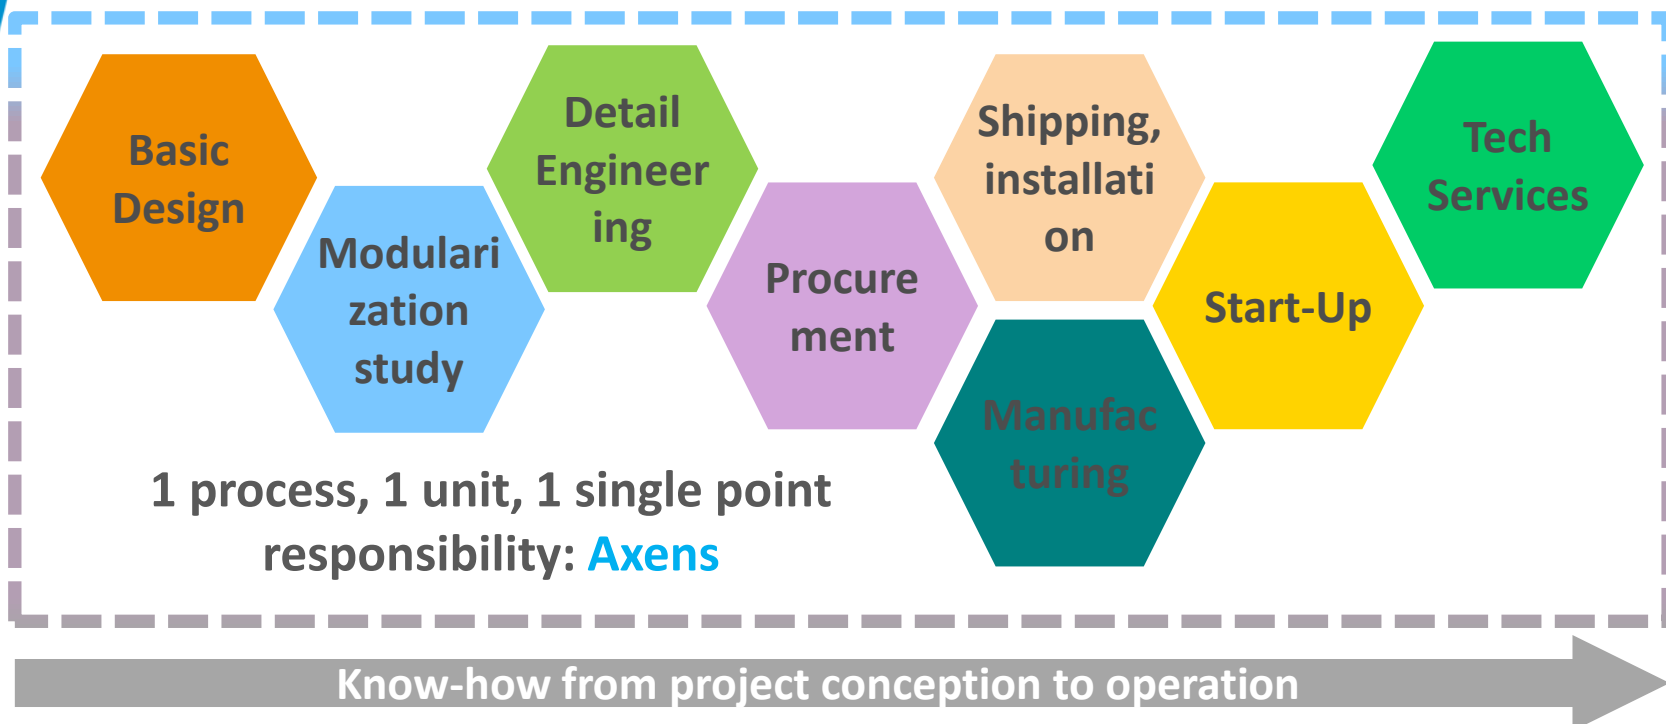 Basic
Design
Modulari
zation
study
Detail
Engineer
ing
Procure
ment
Shipping,
installati
on
Manufac
turing
Start-Up
Tech
Services
1 process, 1 unit, 1 single point
responsibility: Axens
Know-how from project conception to operation